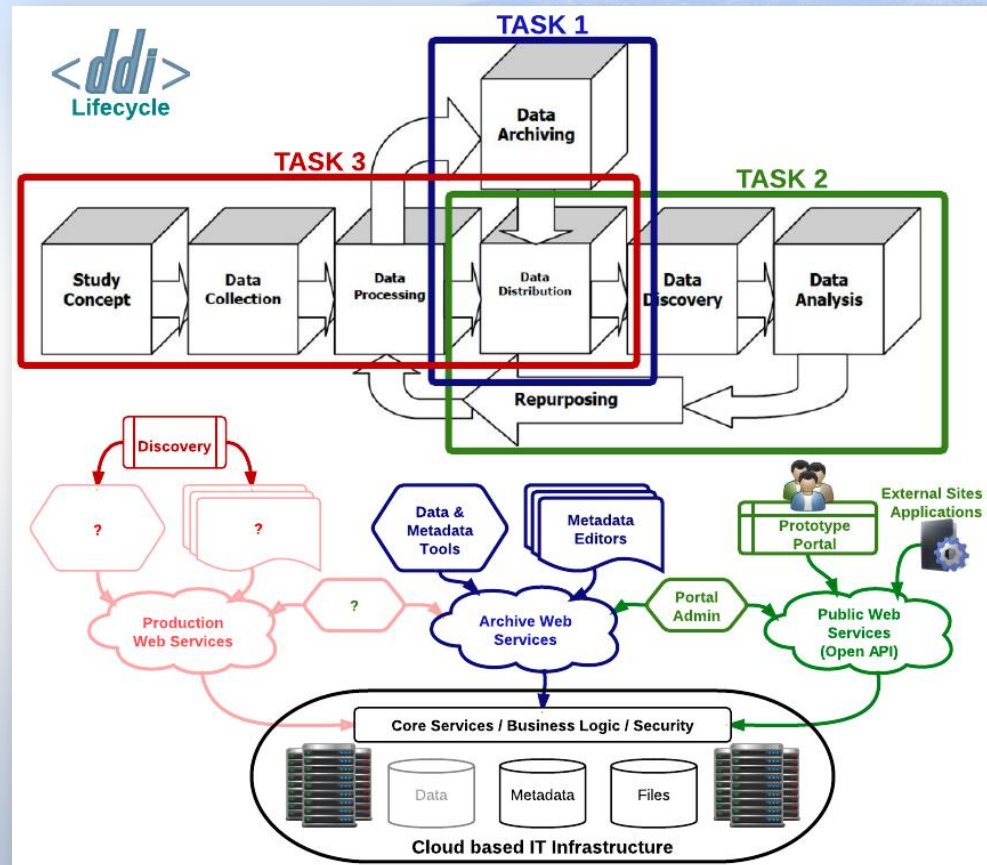 TASK 1
<ddi>
Lifecycle
Data
Archiving
TASK 3
TASK 2
Study
Concept
Data
Collection
Data
Processing
Data
Distribution
Data
Discovery
Data
Analysis
Repurposing
Discovery
?
?
Data &
Metadata
Tools
Metadata
Editors
Prototype
Portal
External Sites
Applications
Production
Web Services
?
Archive Web
Services
Portal
Admin
Public Web
Services
(Open API)
Core Services / Business Logic / Security
Data
Metadata
Files
Cloud based IT Infrastructure